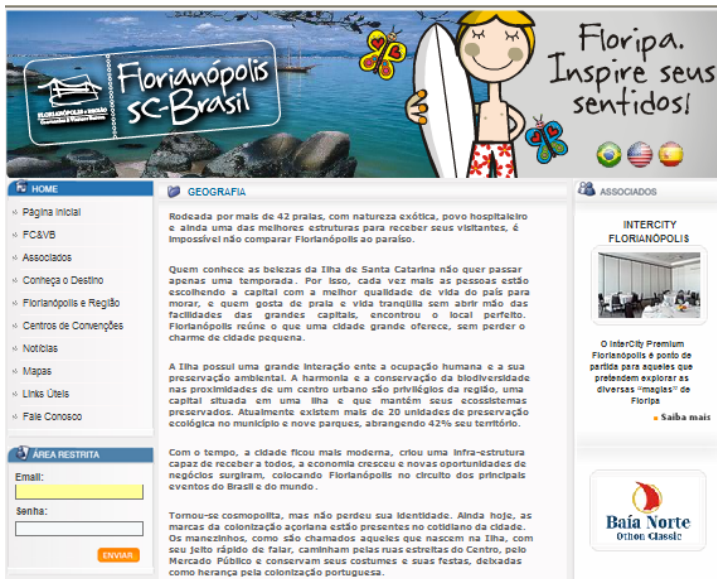 Florianópolis
SC-Brasil
FLORIANÓPOLIS e REGIÃO
Convention & Visitors Bureau
Floripa.
Inspire seus
sentidos!
HOME
Página Inicial
FC&VB
Associados
Conheça o Destino
Florianópolis e Região
Centros de Convenções
Notícias
Mapas
Links Úteis
Fale Conosco
ÁREA RESTRITA
Email:
Senha:
ENVIAR
GEOGRAFIA
Rodeada por mais de 42 praias, com natureza exótica, povo hospitaleiro
e ainda uma das melhores estruturas para receber seus visitantes, é
impossível não comparar Florianópolis ao paraíso.
Quem conhece as belezas da Ilha de Santa Catarina não quer passar
apenas uma temporada. Por isso, cada vez mais as pessoas estão
escolhendo a capital com a melhor qualidade de vida do país para
morar, e quem gosta de praia e vida tranqüila sem abrir mão das
facilidades das grandes capitais, encontrou o local perfeito.
Florianópolis reúne o que uma cidade grande oferece, sem perder o
charme de cidade pequena.
A Ilha possui uma grande interação ente a ocupação humana e a sua
preservação ambiental. A harmonia e a conservação da biodiversidade
nas proximidades de um centro urbano são privilégios da região, uma
capital situada em uma ilha e que mantém seus ecossistemas
preservados. Atualmente existem mais de 20 unidades de preservação
ecológica no município e nove parques, abrangendo 42% seu território.
Com o tempo, a cidade ficou mais moderna, criou uma infra-estrutura
capaz de receber a todos, a economia cresceu e novas oportunidades de
negócios surgiram, colocando Florianópolis no circuito dos principais
eventos do Brasil e do mundo.
Tornou-se cosmopolita, mas não perdeu sua identidade. Ainda hoje, as
marcas da colonização açoriana estão presentes no cotidiano da cidade.
Os manezinhos, como são chamados aqueles que nascem na Ilha, com
seu jeito rápido de falar, caminham pelas ruas estreitas do Centro, pelo
Mercado Público e conservam seus costumes e suas festas, deixadas
como herança pela colonização portuguesa.
ASSOCIADOS
INTERCITY
FLORIANÓPOLIS
O InterCity Premium
Florianópolis é ponto de
partida para aqueles que
pretendem explorar as
diversas "magias" de
Floripa
Saiba mais
Baía Norte
Othon Classic